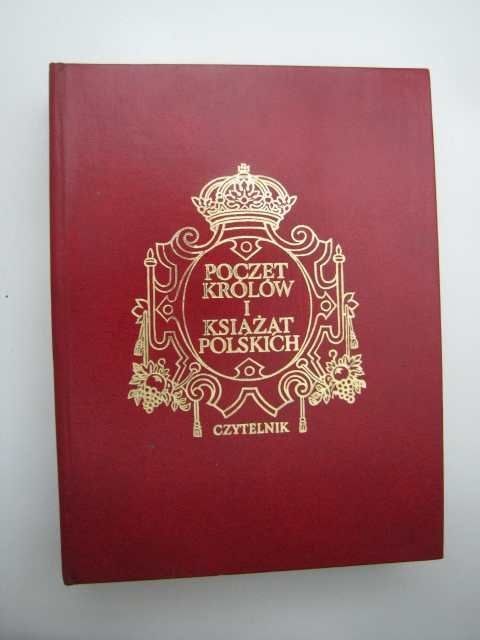 POCZET
KRÓLÓW
I
KSIĄŻĄT
POLSKICH
CZYTELNIK